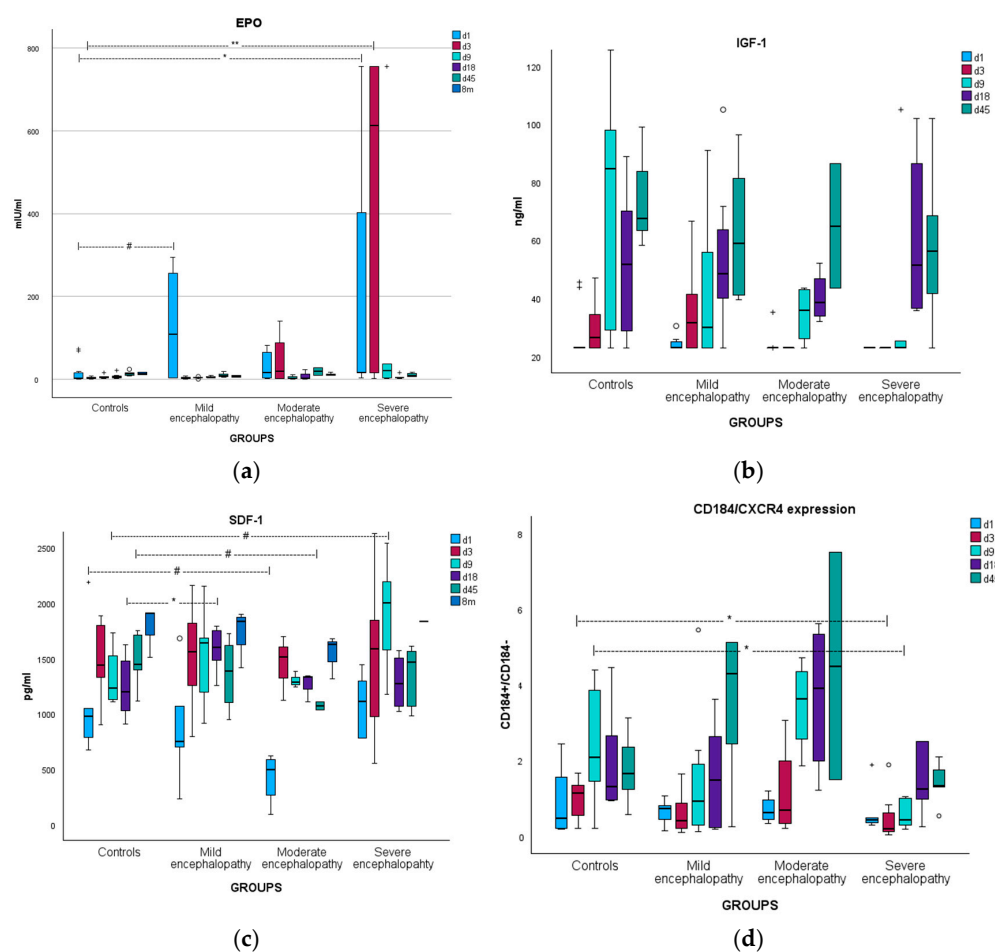 EPO
d1
d3
d9
d18
d45
8m
mIU/ml
800
600
400
200
0
**
*
#
Controls
Mild encephalopathy
Moderate encephalopathy
Severe encephalopathy
GROUPS
(a)
IGF-1
d1
d3
d9
d18
d45
ng/ml
120
100
80
60
40
20
Controls
Mild encephalopathy
Moderate encephalopathy
Severe encephalopathy
GROUPS
(b)
SDF-1
d1
d3
d9
d18
d45
8m
pg/ml
2500
2000
1500
1000
500
0
#
#
#
*
Controls
Mild encephalopathy
Moderate encephalopathy
Severe encephalopahty
GROUPS
(c)
CD184/CXCR4 expression
d1
d3
d9
d18
d4
CD184+/CD184-
8
6
4
2
0
*
*
Controls
Mild encephalopathy
Moderate encephalopathy
Severe encephalopathy
GROUPS
(d)